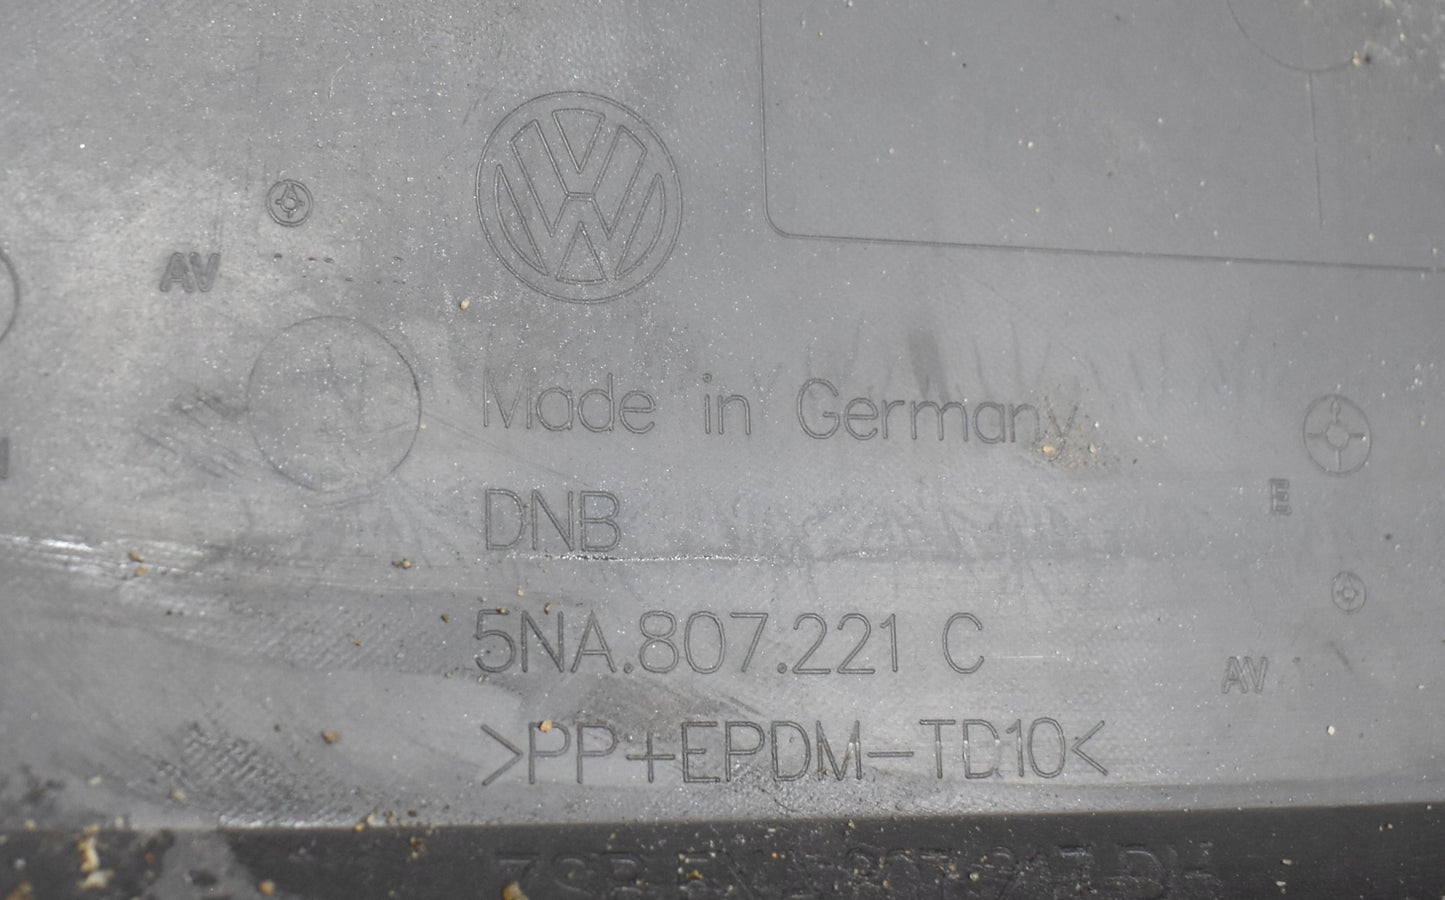 AV
Made in Germany
DNB
E
5NA.807.221 C
AV
>PP+EPDM-TD10<